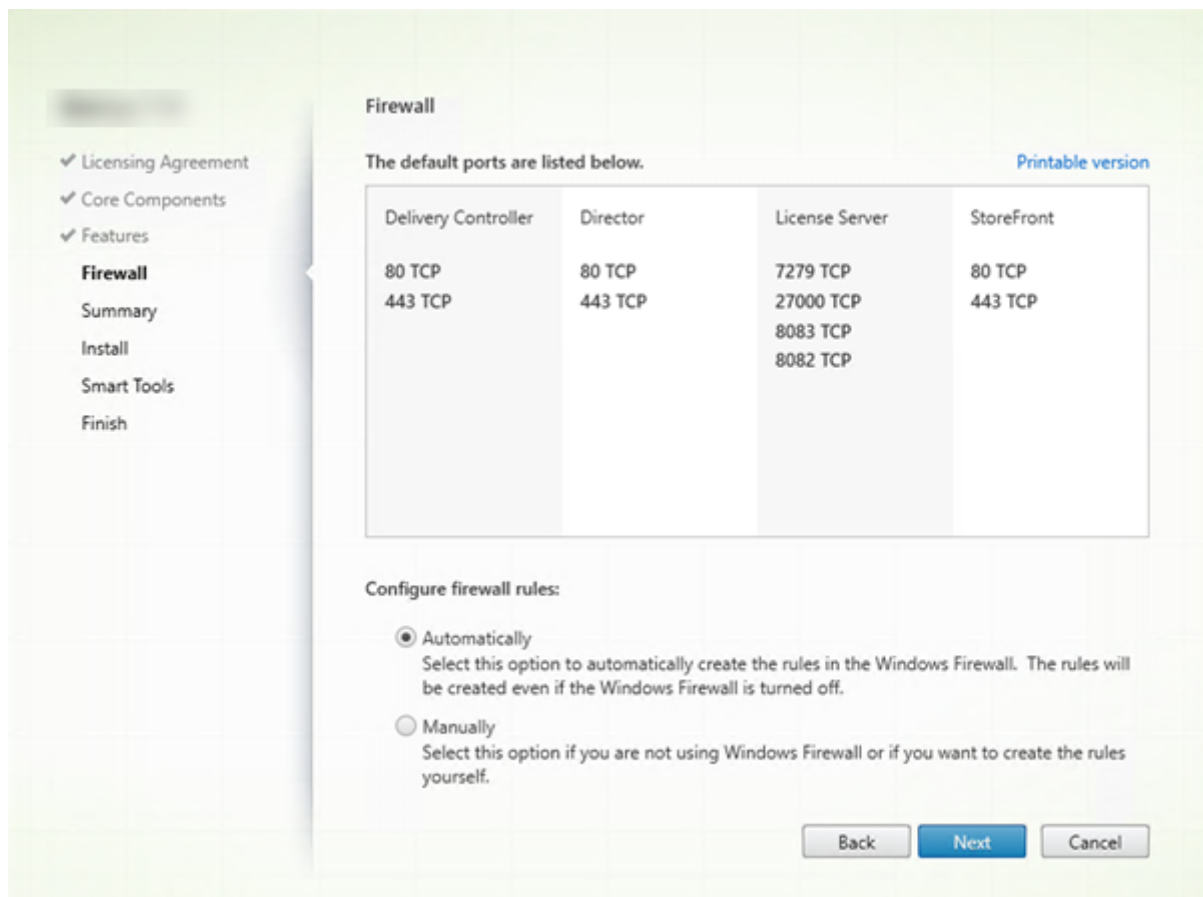 Licensing Agreement
Core Components
Features
Firewall
Summary
Install
Smart Tools
Finish
Firewall
The default ports are listed below.
Printable version
Delivery Controller
80 TCP
443 TCP
Director
80 TCP
443 TCP
License Server
7279 TCP
27000 TCP
8083 TCP
8082 TCP
StoreFront
80 TCP
443 TCP
Configure firewall rules:
Automatically
Select this option to automatically create the rules in the Windows Firewall. The rules will
be created even if the Windows Firewall is turned off.
Manually
Select this option if you are not using Windows Firewall or if you want to create the rules
yourself.
Back
Next
Cancel